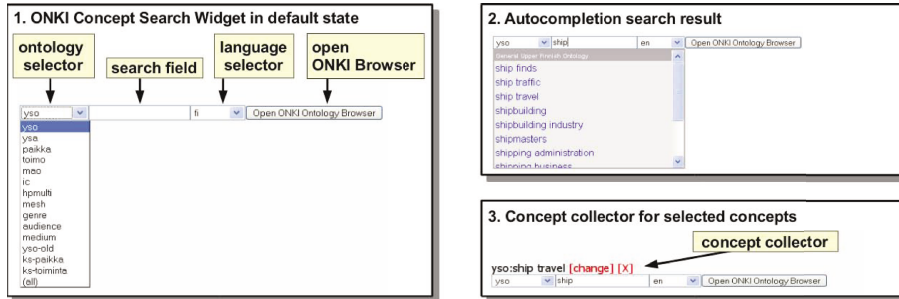 1. ONKI Concept Search Widget in default state
ontology selector
search field
language selector
open ONKI Browser
yso
fi
Open ONKI Ontology Browser
yso
ysa
paikka
toimo
mao
ic
hpmulti
mesh
genre
audience
medium
yso-old
ks-paikka
ks-toiminta
(all)
2. Autocompletion search result
yso ship en Open ONKI Ontology Browser
General Upper Finnish Ontology
ship finds
ship traffic
ship travel
shipbuilding
shipbuilding industry
shipmasters
shipping administration
shipping business
3. Concept collector for selected concepts
concept collector
yso:ship travel [change] [X]
yso ship en Open ONKI Ontology Browser